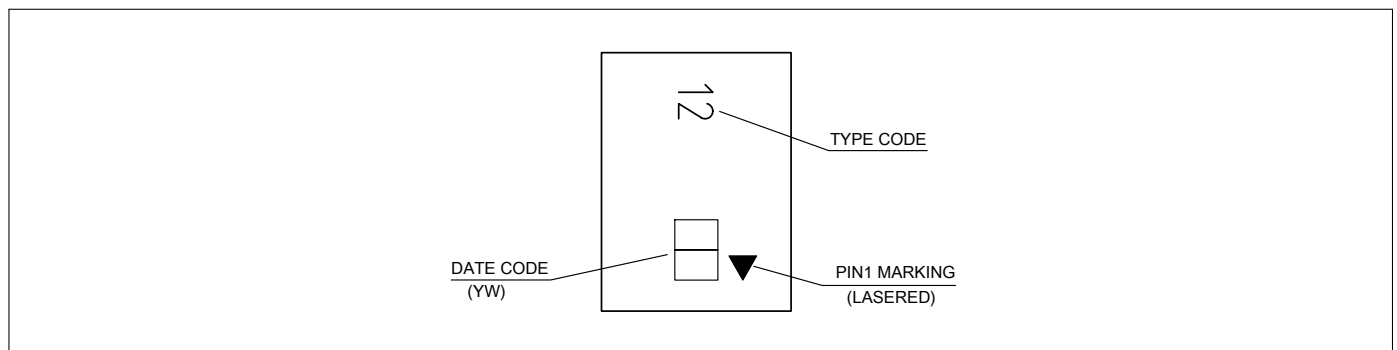 12
TYPE CODE
DATE CODE
(YW)
PIN1 MARKING
(LASERED)